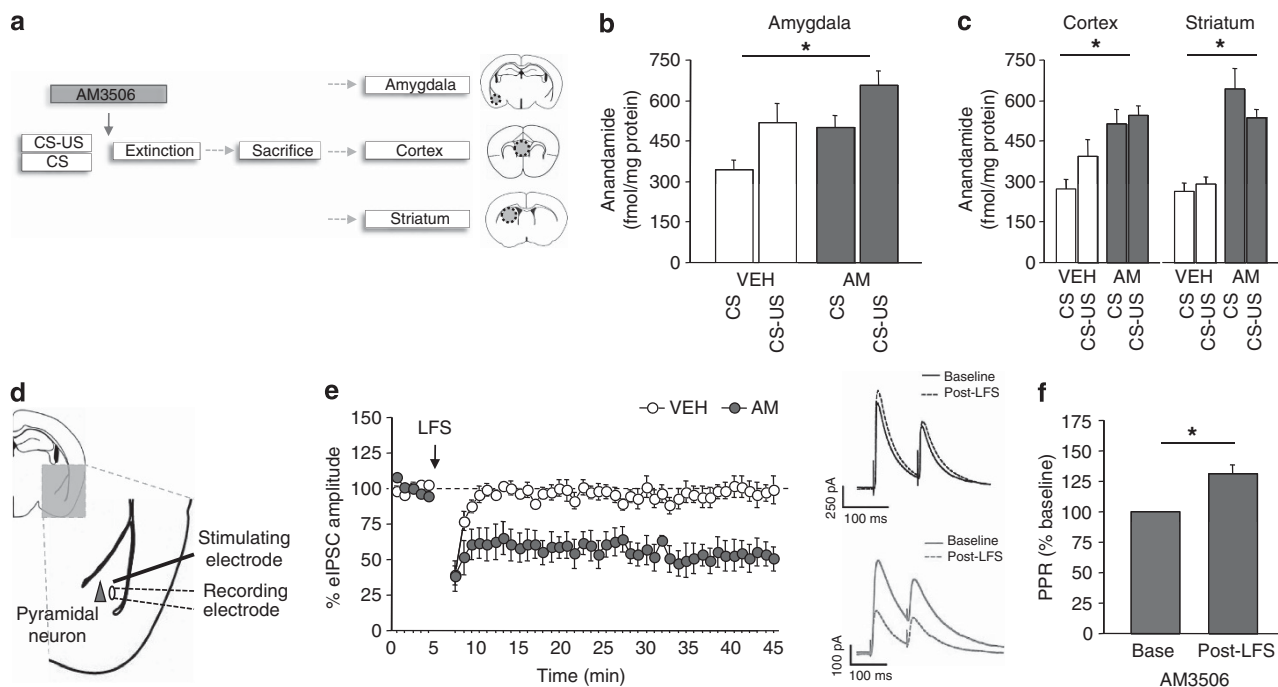 a
AM3506
CS-US
CS
Extinction
Sacrifice
Amygdala
Cortex
Striatum
b
Amygdala
*
Anandamide
(fmol/mg protein)
750
600
450
300
150
0
VEH
AM
CS
CS-US
CS
CS-US
c
Cortex
Striatum
*
*
Anandamide
(fmol/mg protein)
750
600
450
300
150
0
VEH
AM
VEH
AM
CS
CS-US
CS
CS-US
CS
CS-US
CS
CS-US
d
Stimulating
electrode
Recording
electrode
Pyramidal
neuron
e
% eIPSC amplitude
150
125
100
75
50
25
0
LFS
VEH
AM
0
5
10
15
20
25
30
35
40
45
Time (min)
Baseline
Post-LFS
250 pA
100 ms
Baseline
Post-LFS
100 pA
100 ms
f
PPR (% baseline)
175
150
125
100
75
50
25
0
*
Base
Post-LFS
AM3506